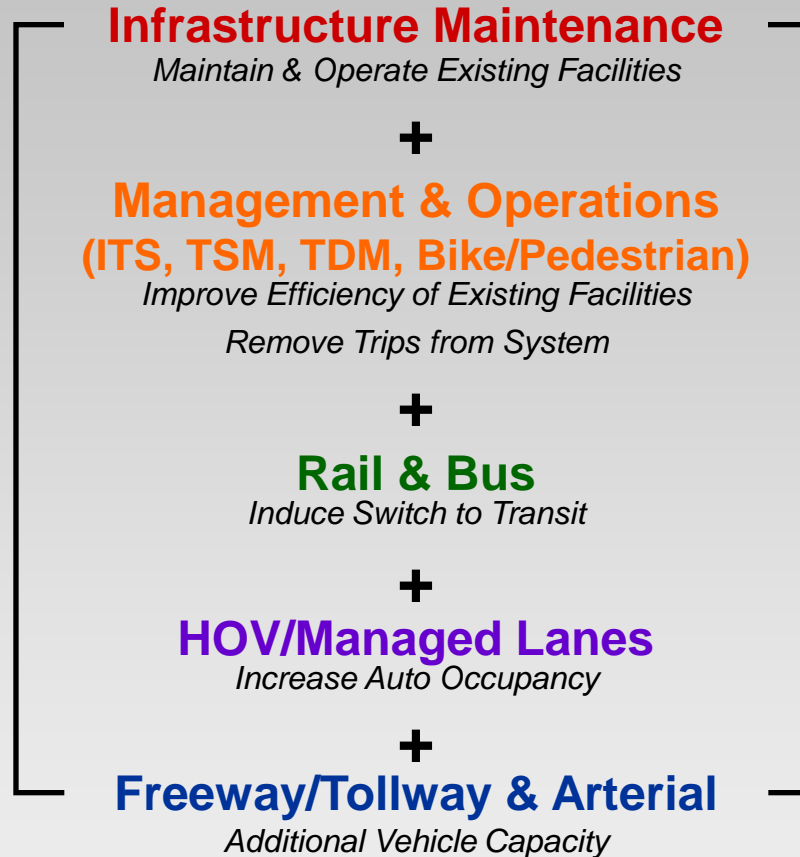 Infrastructure Maintenance
Maintain & Operate Existing Facilities
+
Management & Operations
(ITS, TSM, TDM, Bike/Pedestrian)
Improve Efficiency of Existing Facilities
Remove Trips from System
+
Rail & Bus
Induce Switch to Transit
+
HOV/Managed Lanes
Increase Auto Occupancy
+
Freeway/Tollway & Arterial
Additional Vehicle Capacity